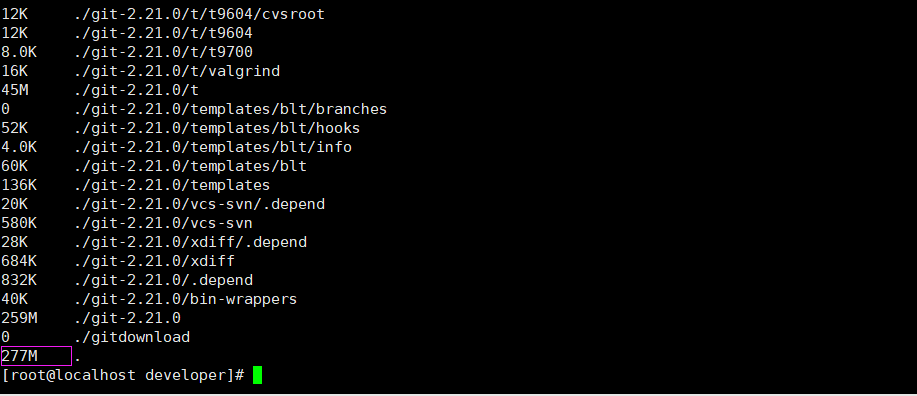 12K     ./git-2.21.0/t/t9604/cvsroot
12K     ./git-2.21.0/t/t9604
8.0K    ./git-2.21.0/t/t9700
16K     ./git-2.21.0/t/valgrind
45M     ./git-2.21.0/t
0       ./git-2.21.0/templates/blt/branches
52K     ./git-2.21.0/templates/blt/hooks
4.0K    ./git-2.21.0/templates/blt/info
60K     ./git-2.21.0/templates/blt
136K    ./git-2.21.0/templates
20K     ./git-2.21.0/vcs-svn/.depend
580K    ./git-2.21.0/vcs-svn
28K     ./git-2.21.0/xdiff/.depend
684K    ./git-2.21.0/xdiff
832K    ./git-2.21.0/.depend
40K     ./git-2.21.0/bin-wrappers
259M    ./git-2.21.0
0       ./gitdownload
277M    .
[root@localhost developer]#